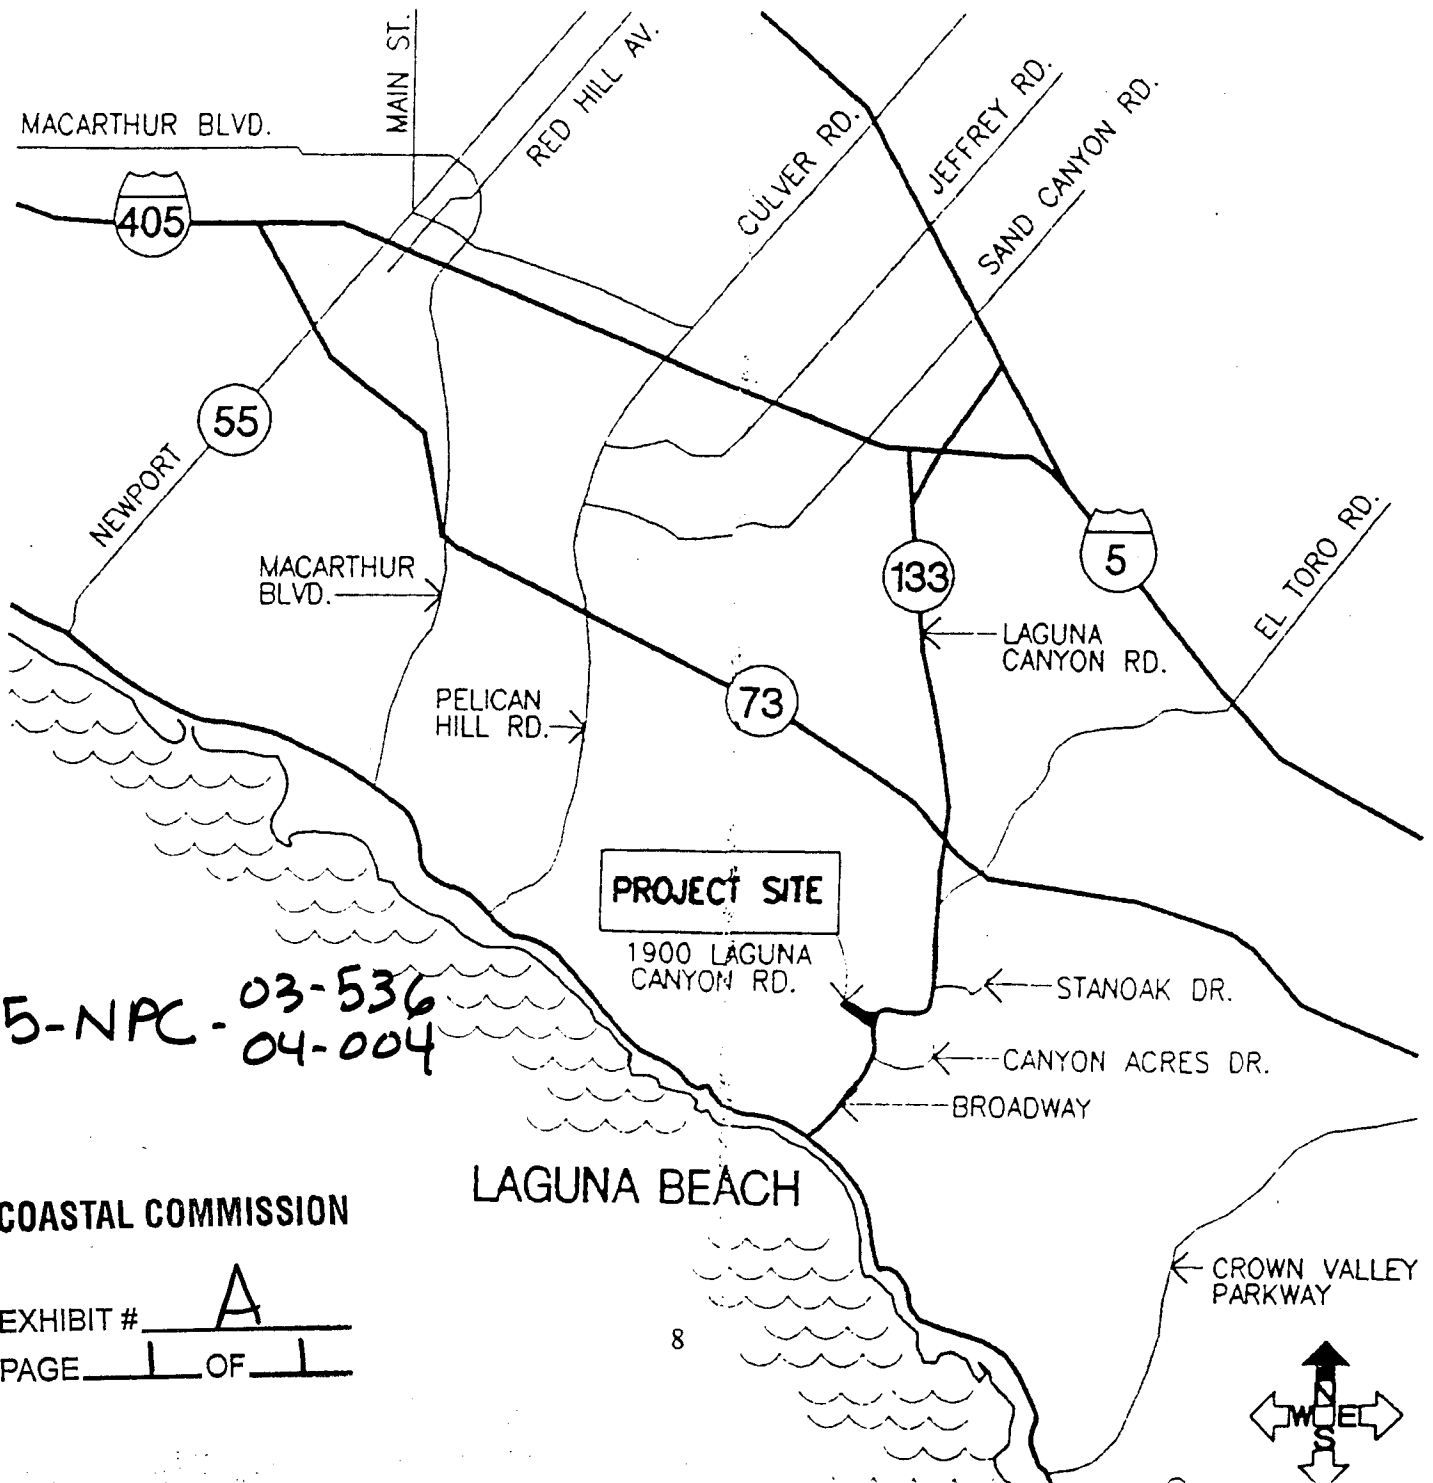 MAIN ST.
RED HILL AV.
MACARTHUR BLVD.
CULVER RD.
JEFFREY RD.
SAND CANYON RD.
405
55
NEWPORT
MACARTHUR
BLVD.
133
5
EL TORO RD.
LAGUNA
CANYON RD.
PELICAN
HILL RD.
73
PROJECT SITE
1900 LAGUNA
CANYON RD.
STANOAK DR.
5-NPC-03-536
04-004
CANYON ACRES DR.
BROADWAY
LAGUNA BEACH
COASTAL COMMISSION
EXHIBIT # A
PAGE 1 OF 1
CROWN VALLEY
PARKWAY
8
N
W E
S